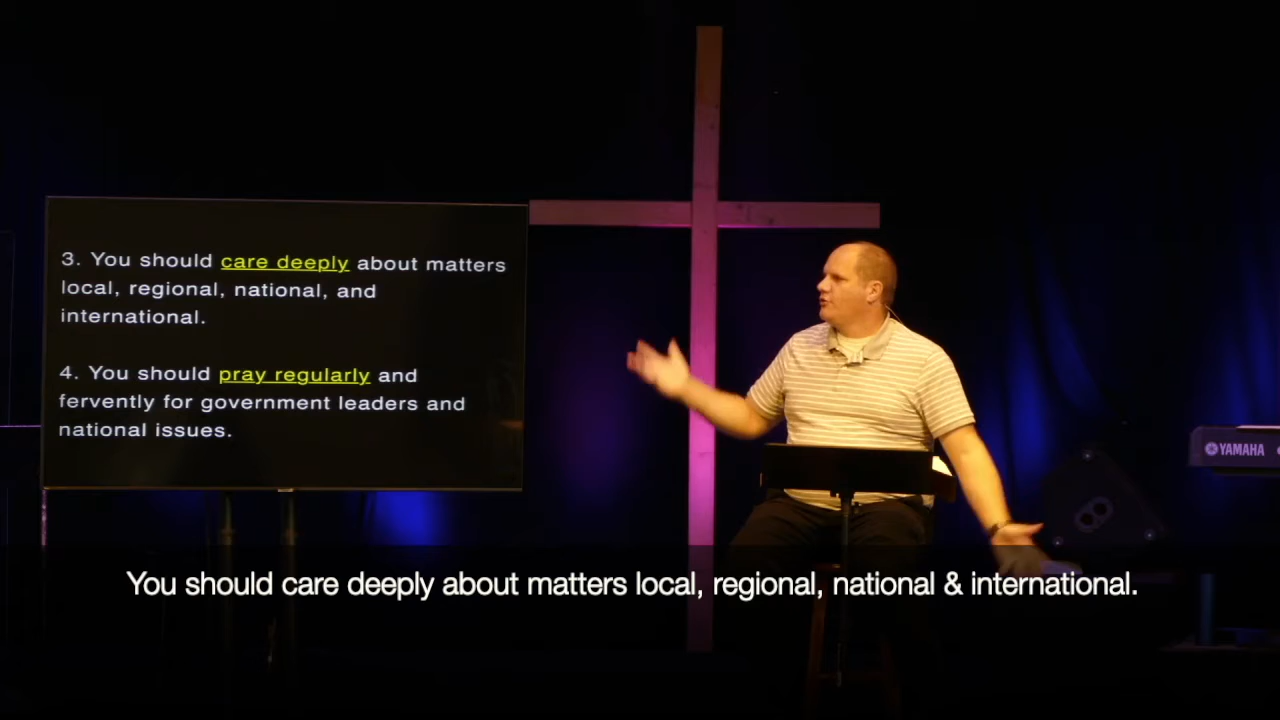 3. You should care deeply about matters
local, regional, national, and
international.
4. You should pray regularly and
fervently for government leaders and
national issues.
YAMAHA
You should care deeply about matters local, regional, national & international.